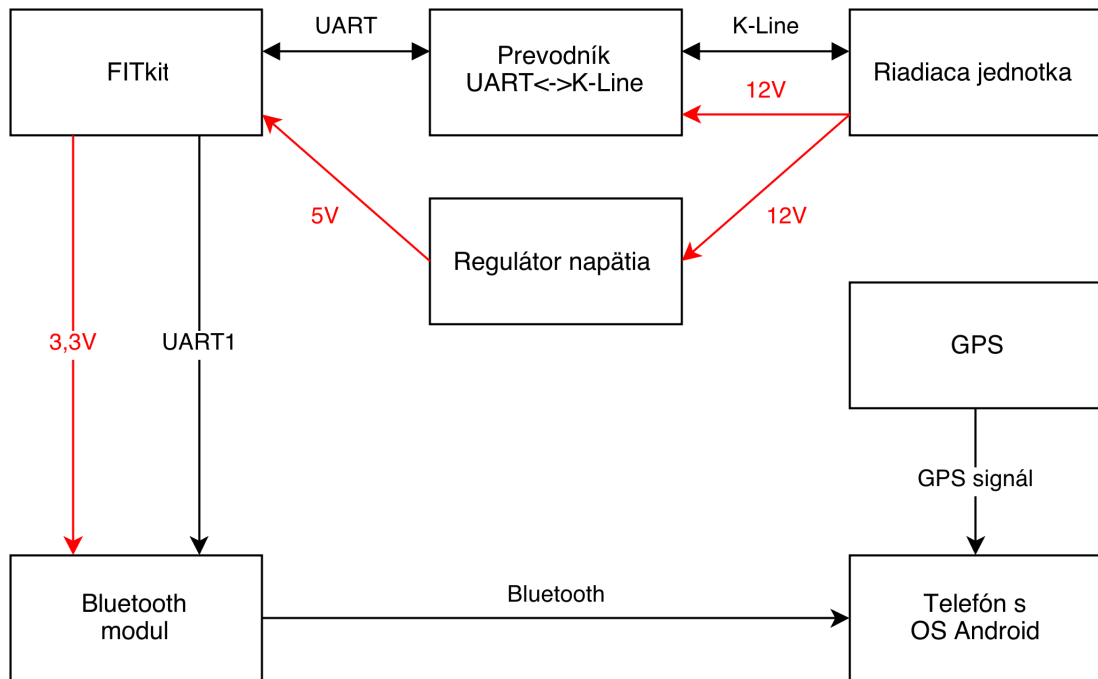 UART
K-Line
FITkit
Prevodník
UART<->K-Line
Riadiaca jednotka
12V
5V
12V
Regulátor napätia
3,3V
UART1
GPS
GPS signál
Bluetooth
modul
Bluetooth
Telefón s
OS Android